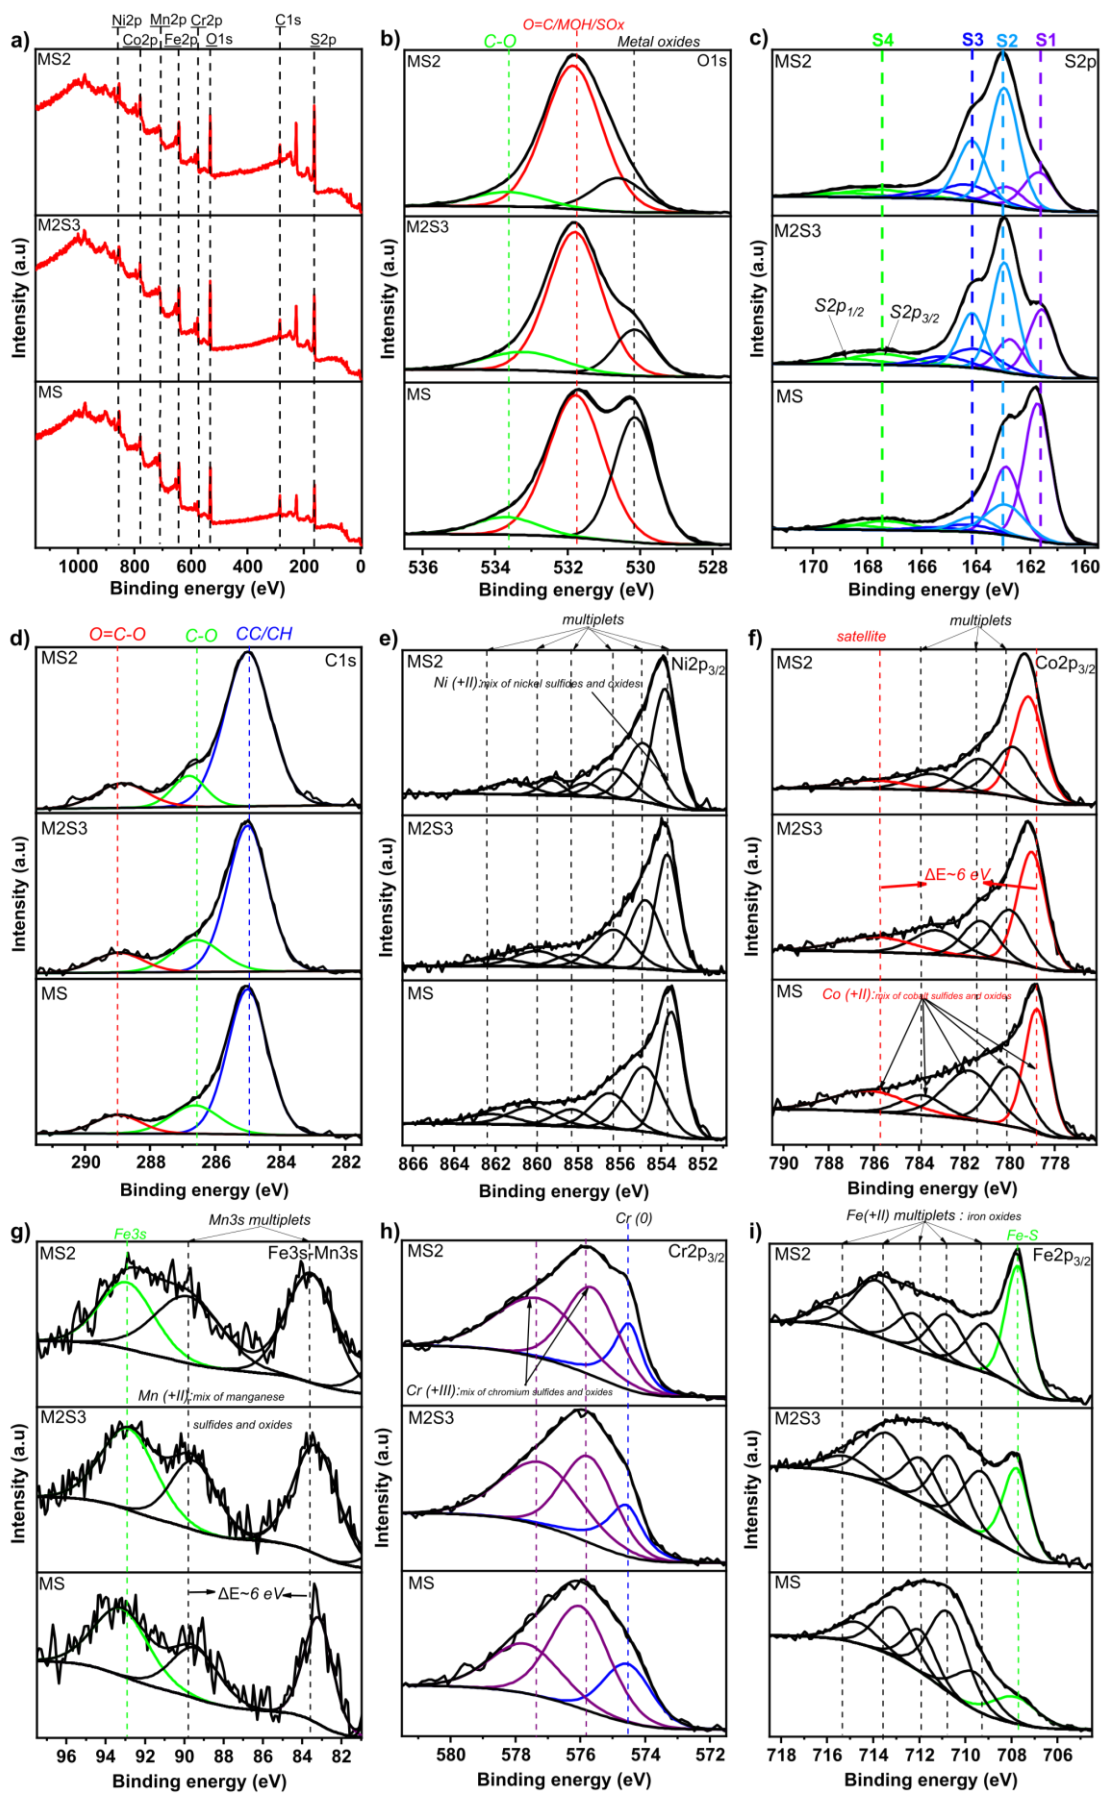 Ni2p Mn2p Cr2p C1s
Co2p Fe2p O1s S2p
a)
MS2
M2S3
MS
Intensity (a.u)
1000 800 600 400 200 0
Binding energy (eV)
O=C/MOH/SOx
b) C-O Metal oxides
MS2 O1s
M2S3
MS
Intensity (a.u)
536 534 532 530 528
Binding energy (eV)
c) S4 S3 S2 S1
MS2 S2p
M2S3
S2p1/2 S2p3/2
MS
Intensity (a.u)
170 168 166 164 162 160
Binding energy (eV)
d) O=C-O C-O CC/CH
MS2 C1s
M2S3
MS
Intensity (a.u)
290 288 286 284 282
Binding energy (eV)
e) multiplets
MS2 Ni2p3/2
Ni (+II):mix of nickel sulfides and oxides
M2S3
MS
Intensity (a.u)
866 864 862 860 858 856 854 852
Binding energy (eV)
f) satellite multiplets
MS2 Co2p3/2
M2S3
ΔE~6 eV
MS
Co (+II):mix of cobalt sulfides and oxides
Intensity (a.u)
790 788 786 784 782 780 778
Binding energy (eV)
g) Fe3s Mn3s multiplets
MS2 Fe3s-Mn3s
Mn (+II):mix of manganese
sulfides and oxides
M2S3
MS
ΔE~6 eV
Intensity (a.u)
96 94 92 90 88 86 84 82
Binding energy (eV)
h) Cr (0)
MS2 Cr2p3/2
Cr (+III):mix of chromium sulfides and oxides
M2S3
MS
Intensity (a.u)
580 578 576 574 572
Binding energy (eV)
i) Fe(+II) multiplets : iron oxides
Fe-S
MS2 Fe2p3/2
M2S3
MS
Intensity (a.u)
718 716 714 712 710 708 706 704
Binding energy (eV)